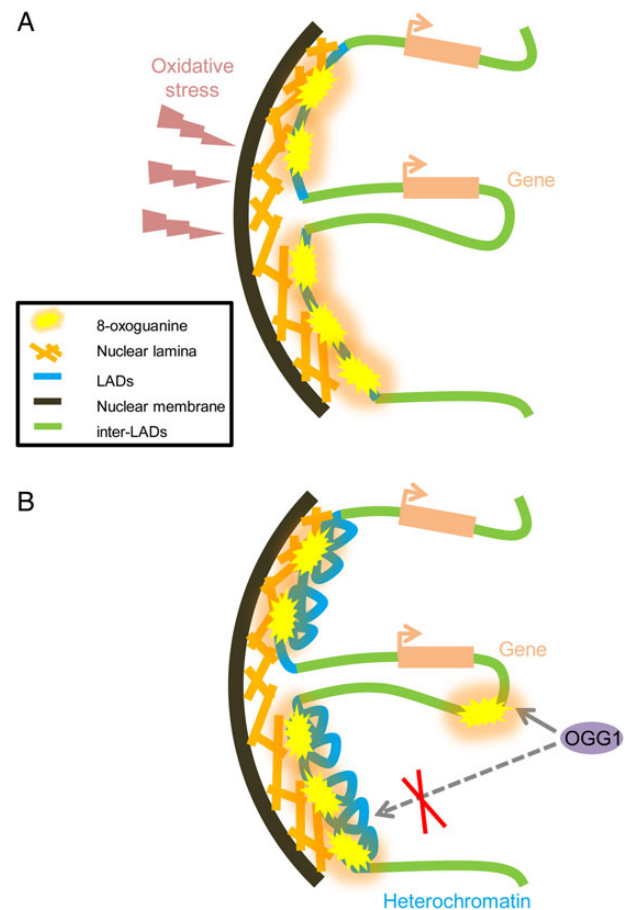 A
Oxidative
stress
Gene
8-oxoguanine
Nuclear lamina
LADs
Nuclear membrane
inter-LADs
B
Gene
OGG1
Heterochromatin